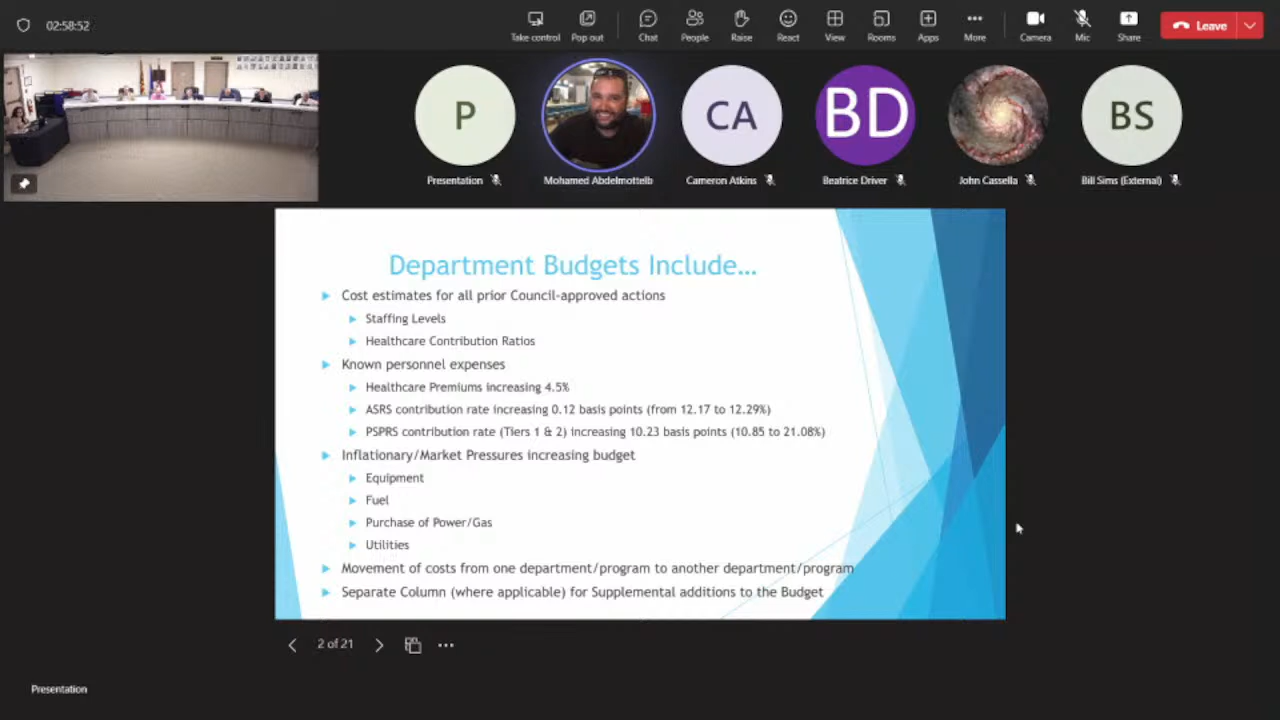 02:58:52
Take control
Pop out
Chat
People
Raise
React
View
Rooms
Apps
More
Camera
Mic
Share
Leave
P
CA
BD
BS
Presentation
Mohamed Abdelmottelb
Cameron Atkins
Beatrice Driver
John Cassella
Bill Sims (External)
Department Budgets Include...
Cost estimates for all prior Council-approved actions
Staffing Levels
Healthcare Contribution Ratios
Known personnel expenses
Healthcare Premiums increasing 4.5%
ASRS contribution rate increasing 0.12 basis points (from 12.17 to 12.29%)
PSPRS contribution rate (Tiers 1 & 2) increasing 10.23 basis points (10.85 to 21.08%)
Inflationary/Market Pressures increasing budget
Equipment
Fuel
Purchase of Power/Gas
Utilities
Movement of costs from one department/program to another department/program
Separate Column (where applicable) for Supplemental additions to the Budget
2 of 21
Presentation